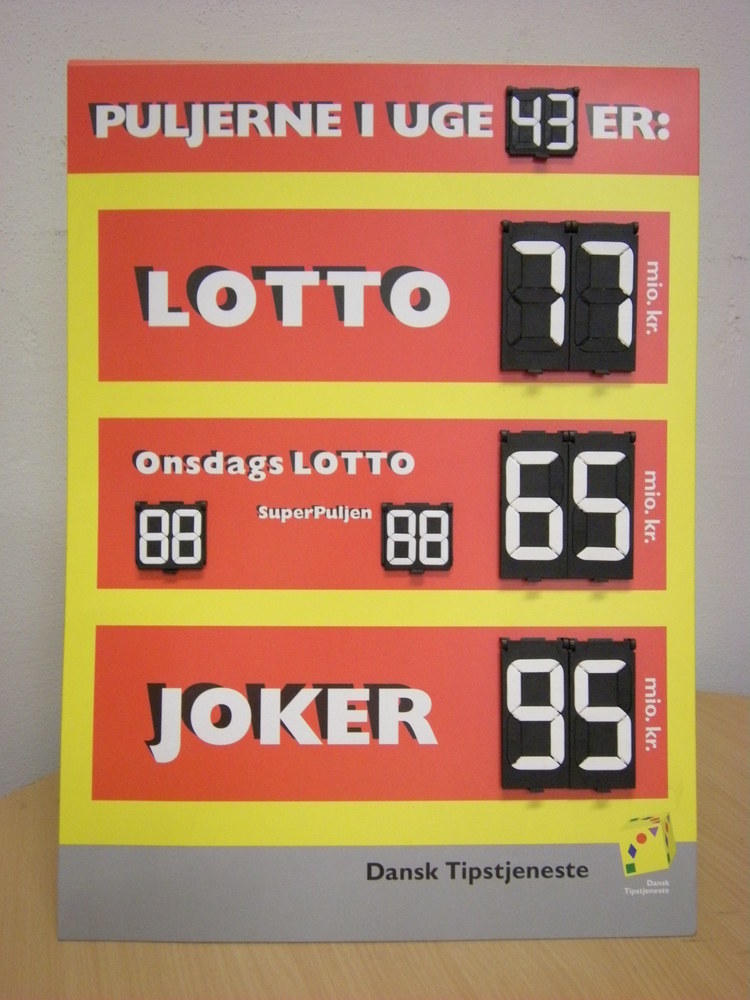 PULJERNE I UGE 43 ER:
LOTTO
77
mio. kr.
Onsdags LOTTO
88
SuperPuljen
88
65
mio. kr.
JOKER
95
mio. kr.
Dansk Tipstjeneste
Dansk
Tipstjeneste